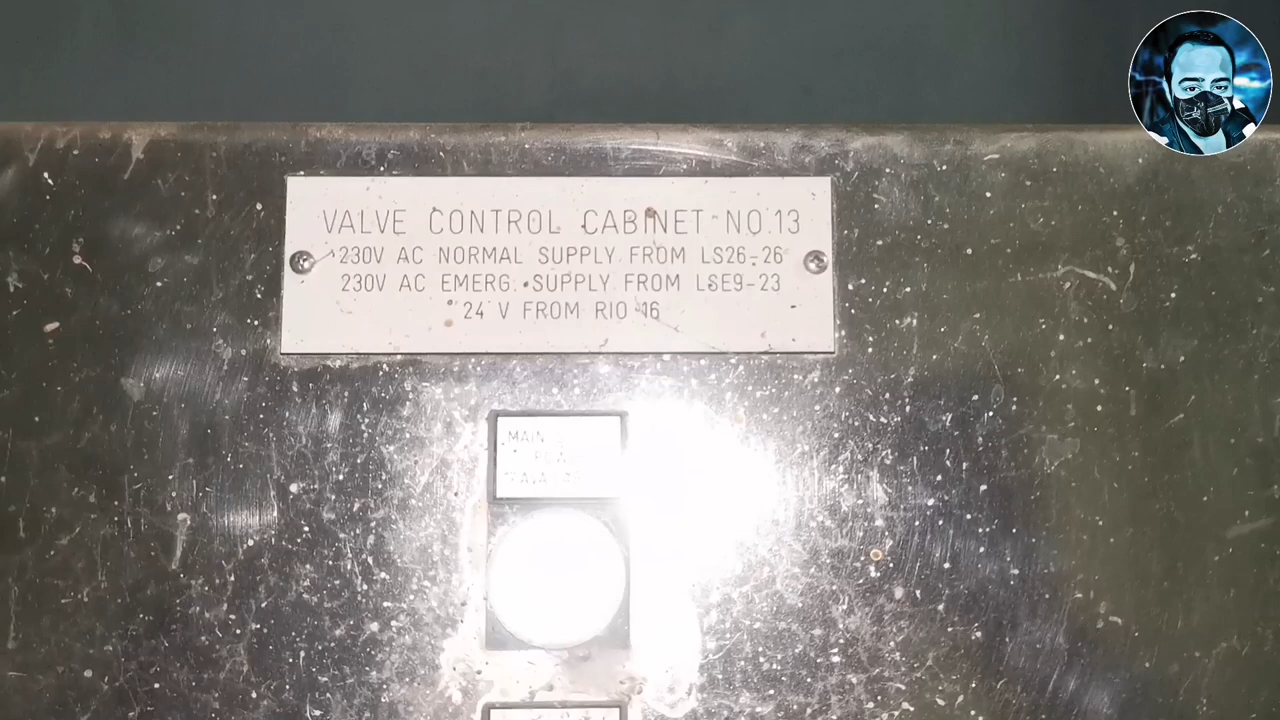 VALVE CONTROL CABINET NO.13
230V AC NORMAL SUPPLY FROM LS26-26
230V AC EMERG. SUPPLY FROM LSE9-23
24 V FROM RIO 16
MAIN